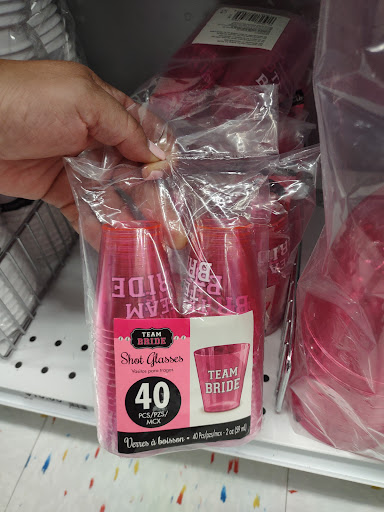 TEAM
BRIDE
TEAM
BRIDE
Shot Glasses
Vasitos para tragos
40
PCS/PZS/
MCX
TEAM
BRIDE
Verres à boisson • 40 Pcs/pzs/mcx - 2 oz (59 ml)